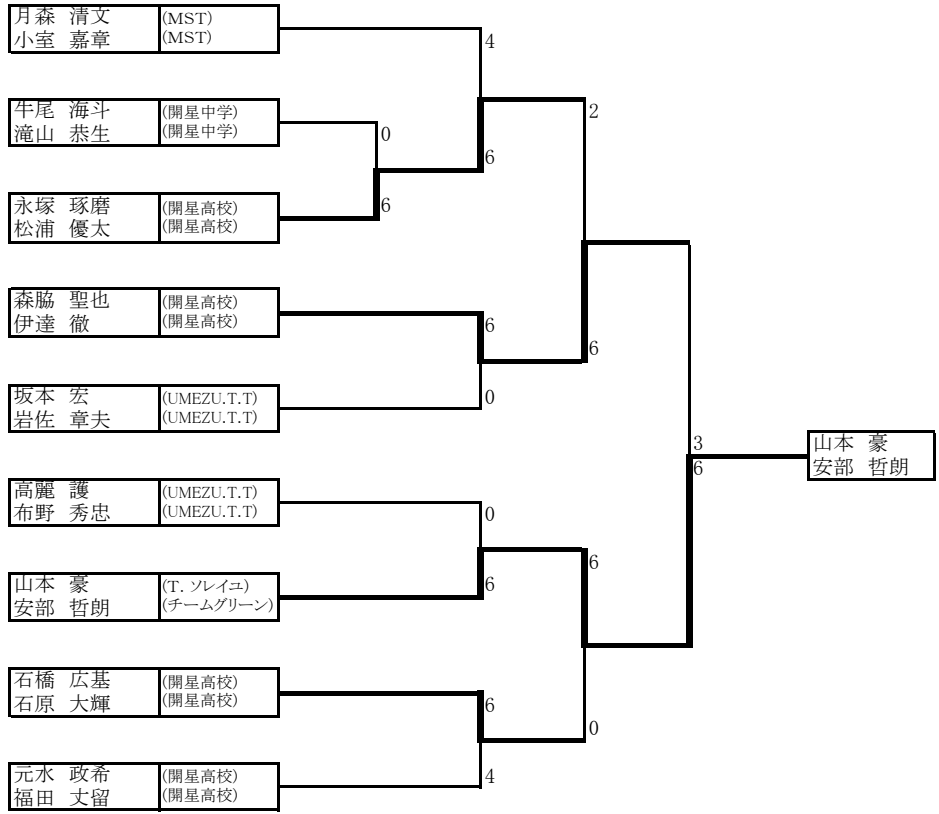 月森 清文 (MST)
小室 嘉章 (MST)
4
牛尾 海斗 (開星中学)
滝山 恭生 (開星中学)
0
2
6
永塚 琢磨 (開星高校)
松浦 優太 (開星高校)
6
森脇 聖也 (開星高校)
伊達 徹 (開星高校)
6
6
坂本 宏 (UMEZU.T.T)
岩佐 章夫 (UMEZU.T.T)
0
3
6
山本 豪
安部 哲朗
高麗 護 (UMEZU.T.T)
布野 秀忠 (UMEZU.T.T)
0
6
山本 豪 (T. ソレイユ)
安部 哲朗 (チームグリーン)
6
石橋 広基 (開星高校)
石原 大輝 (開星高校)
6
0
元水 政希 (開星高校)
福田 丈留 (開星高校)
4